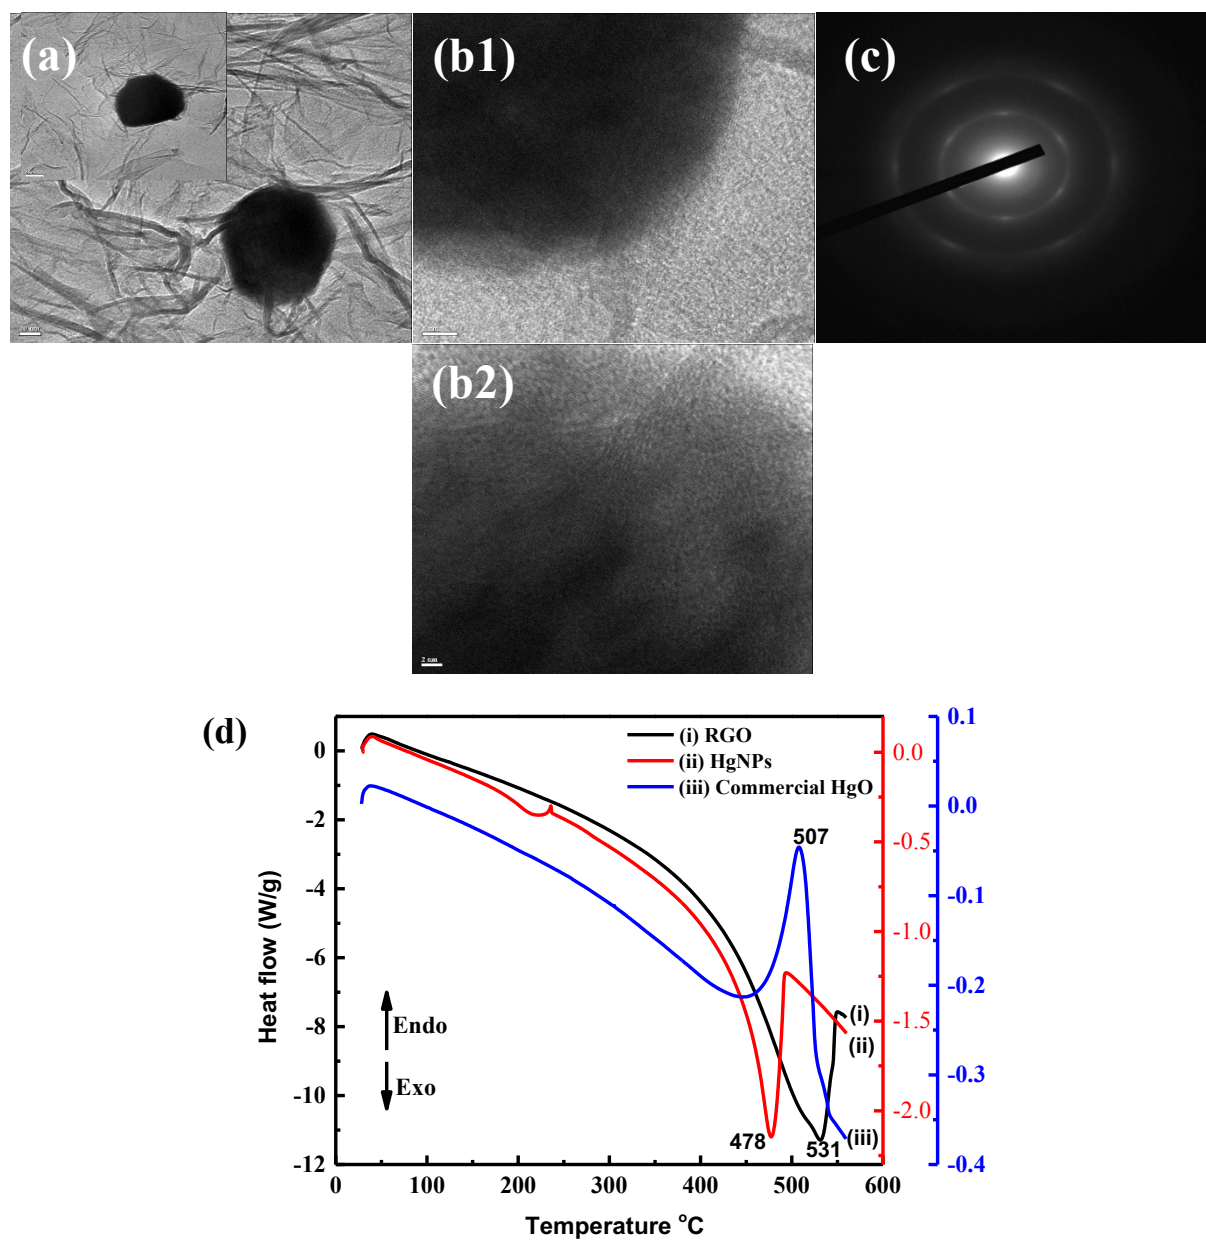 (a)
(b1)
(c)
20 nm
(b2)
2 nm
(d)
(i) RGO
(ii) HgNPs
(iii) Commercial HgO
507
478
531
(i)
(ii)
(iii)
Endo
Exo
Heat flow (W/g)
0
-2
-4
-6
-8
-10
-12
0.0
-0.5
-1.0
-1.5
-2.0
0.1
0.0
-0.1
-0.2
-0.3
-0.4
0 100 200 300 400 500 600
Temperature °C